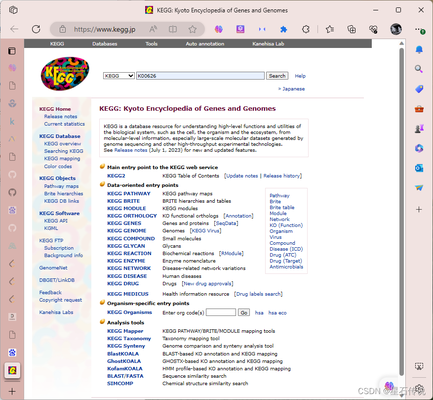 KEGG: Kyoto Encyclopedia of Genes and Genomes
https://www.kegg.jp
KEGG Databases Tools Auto annotation Kanehisa Lab
KEGG
KEGG K00626 Search Help
» Japanese
KEGG Home
Release notes
Current statistics
KEGG Database
KEGG overview
Searching KEGG
KEGG mapping
Color codes
KEGG Objects
Pathway maps
Brite hierarchies
KEGG DB links
KEGG Software
KEGG API
KGML
KEGG FTP
Subscription
Background info
GenomeNet
DBGET/LinkDB
Feedback
Copyright request
Kanehisa Labs
KEGG: Kyoto Encyclopedia of Genes and Genomes
KEGG is a database resource for understanding high-level functions and utilities of
the biological system, such as the cell, the organism and the ecosystem, from
molecular-level information, especially large-scale molecular datasets generated by
genome sequencing and other high-throughput experimental technologies.
See Release notes (July 1, 2023) for new and updated features.
Main entry point to the KEGG web service
KEGG2 KEGG Table of Contents [Update notes | Release history]
Data-oriented entry points
KEGG PATHWAY KEGG pathway maps
KEGG BRITE BRITE hierarchies and tables
KEGG MODULE KEGG modules
KEGG ORTHOLOGY KO functional orthologs [Annotation]
KEGG GENES Genes and proteins [SeqData]
KEGG GENOME Genomes [KEGG Virus]
KEGG COMPOUND Small molecules
KEGG GLYCAN Glycans
KEGG REACTION Biochemical reactions [RModule]
KEGG ENZYME Enzyme nomenclature
KEGG NETWORK Disease-related network variations
KEGG DISEASE Human diseases
KEGG DRUG Drugs [New drug approvals]
KEGG MEDICUS Health information resource [Drug labels search]
Pathway
Brite
Brite table
Module
Network
KO (Function)
Organism
Virus
Compound
Disease (ICD)
Drug (ATC)
Drug (Target)
Antimicrobials
Organism-specific entry points
KEGG Organisms Enter org code(s) Go hsa hsa eco
Analysis tools
KEGG Mapper KEGG PATHWAY/BRITE/MODULE mapping tools
KEGG Taxonomy Taxonomy mapping tool
KEGG Synteny Genome comparison and synteny analysis tool
BlastKOALA BLAST-based KO annotation and KEGG mapping
GhostKOALA GHOSTX-based KO annotation and KEGG mapping
KofamKOALA HMM profile-based KO annotation and KEGG mapping
BLAST/FASTA Sequence similarity search
SIMCOMP Chemical structure similarity search